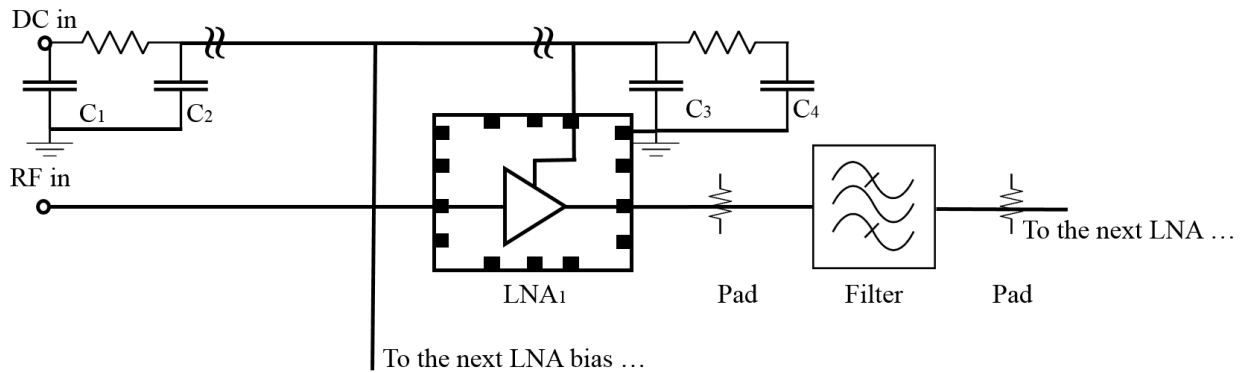 DC in
C1
C2
C3
C4
RF in
To the next LNA …
LNA1
Pad
Filter
Pad
To the next LNA bias …